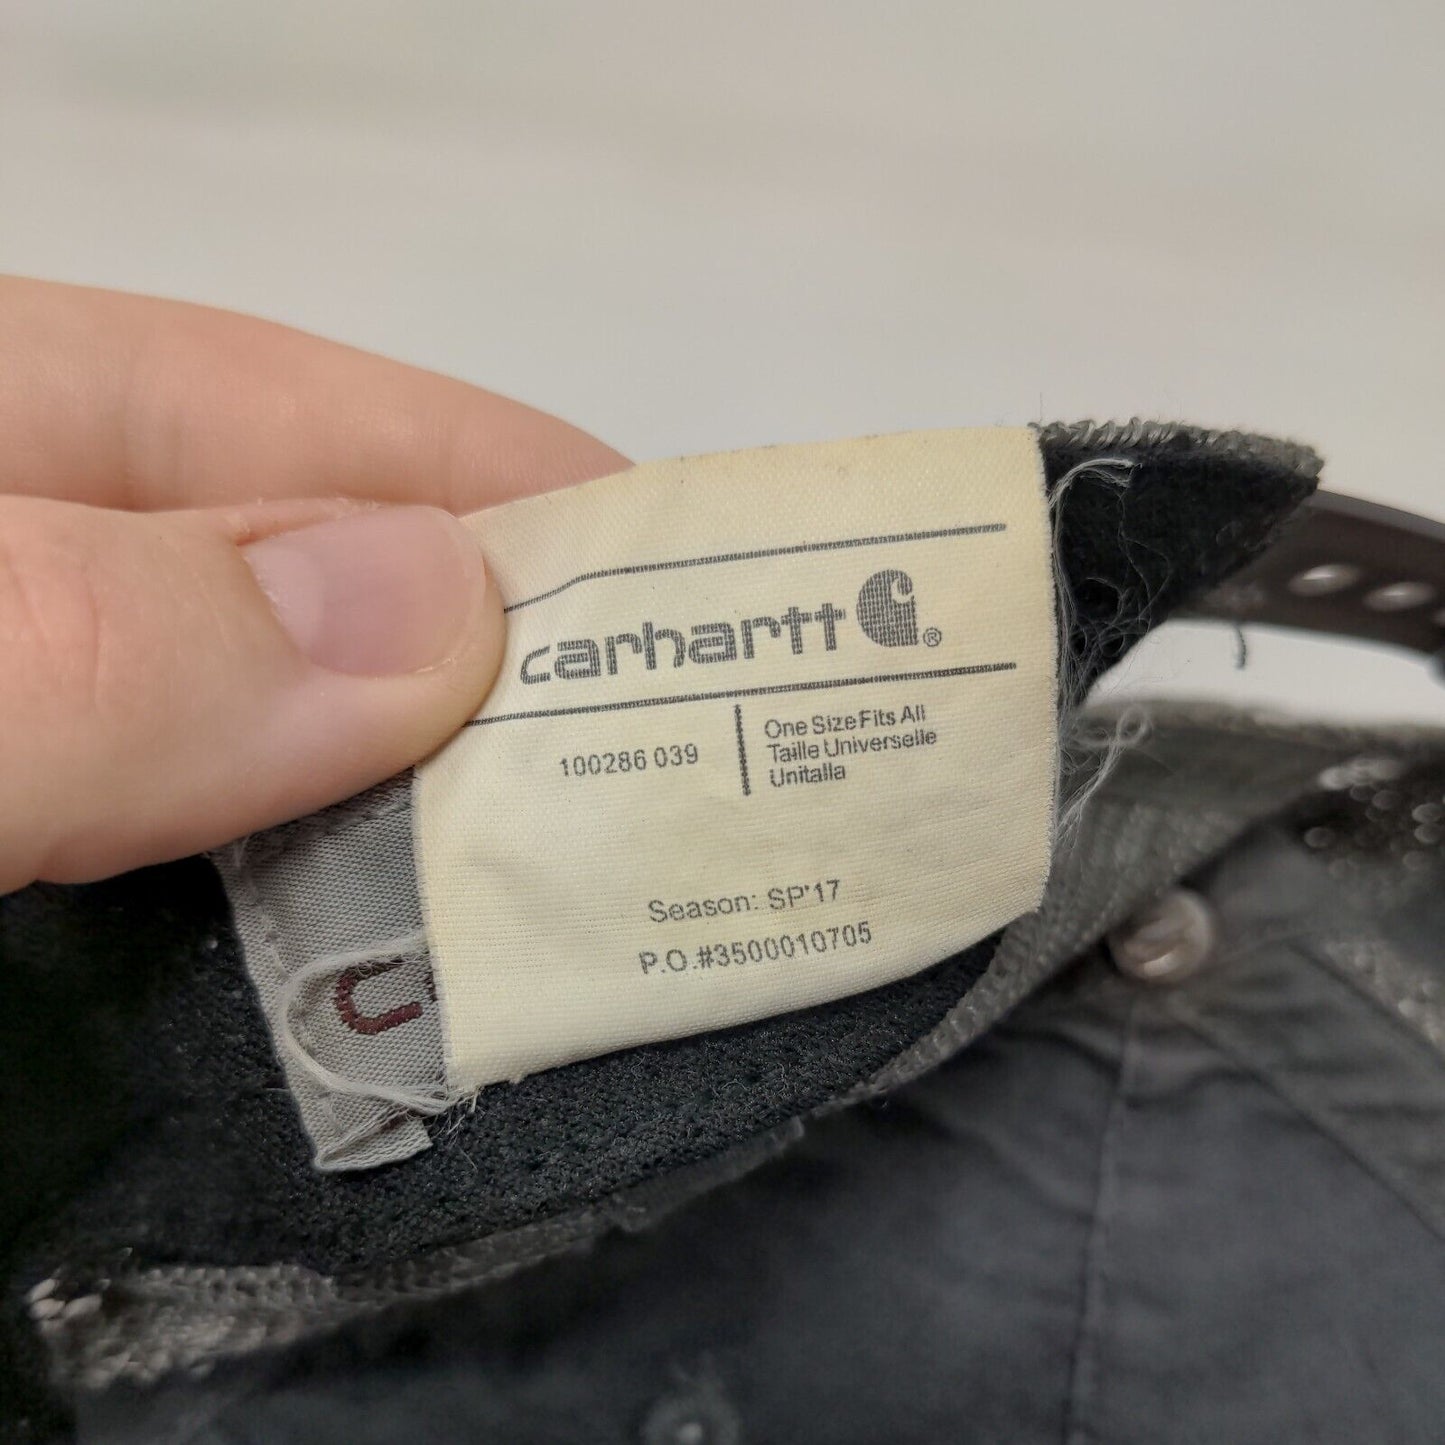 carhartt ®
100286 039
One Size Fits All
Taille Universelle
Unitalla
Season: SP'17
P.O.#3500010705